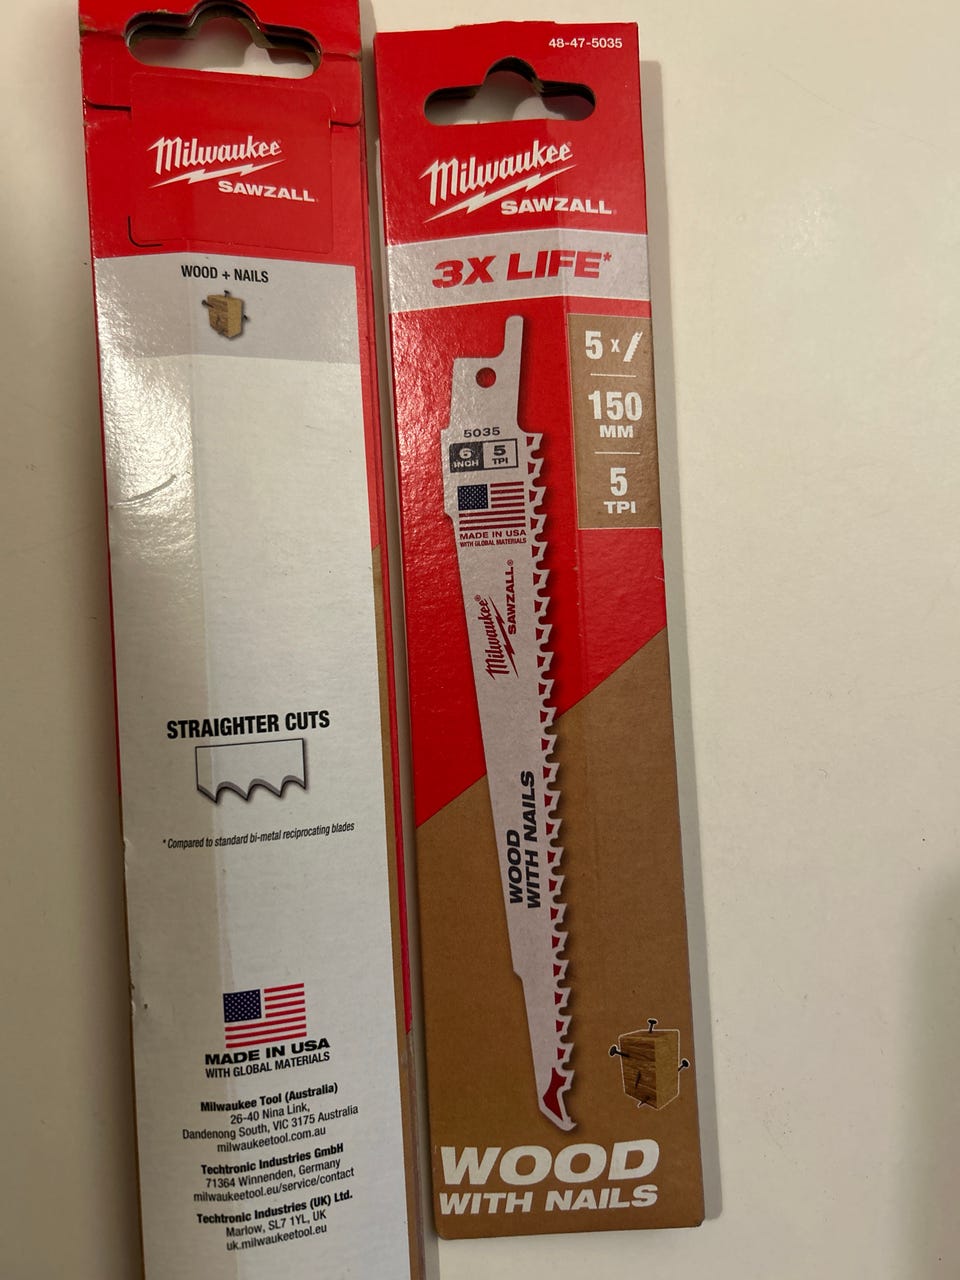 Milwaukee
SAWZALL
WOOD + NAILS
STRAIGHTER CUTS
* Compared to standard bi-metal reciprocating blades
MADE IN USA
WITH GLOBAL MATERIALS
Milwaukee Tool (Australia)
26-40 Nina Link,
Dandenong South, VIC 3175 Australia
milwaukeetool.com.au
Techtronic Industries GmbH
71364 Winnenden, Germany
milwaukeetool.eu/service/contact
Techtronic Industries (UK) Ltd.
Marlow, SL7 1YL, UK
uk.milwaukeetool.eu
48-47-5035
Milwaukee
SAWZALL
3X LIFE*
5 x
150
MM
5
TPI
5035
6
INCH
5
TPI
MADE IN USA
WITH GLOBAL MATERIALS
Milwaukee®
SAWZALL®
WOOD
WITH NAILS
WOOD
WITH NAILS